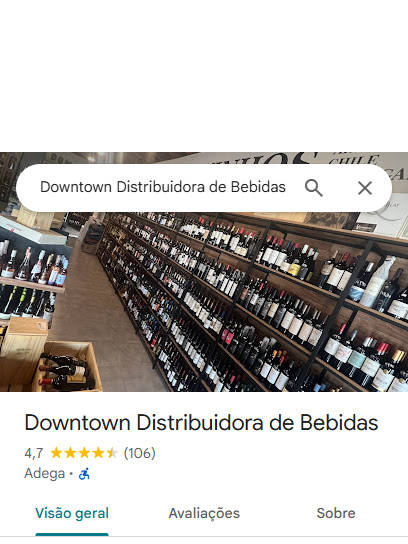 VINHOS
CHILE
Downtown Distribuidora de Bebidas
Downtown Distribuidora de Bebidas
4,7 (106)
Adega ·
Visão geral Avaliações Sobre